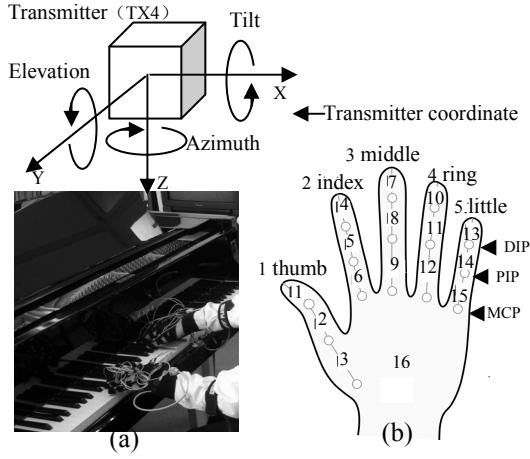 Transmitter（TX4）
Tilt
Elevation
X
Transmitter coordinate
Azimuth
Y
Z
3 middle
2 index
4 ring
5 little
1 thumb
7
8
9
10
11
12
4
5
6
13
14
15
DIP
PIP
MCP
1
2
3
16
(a)
(b)